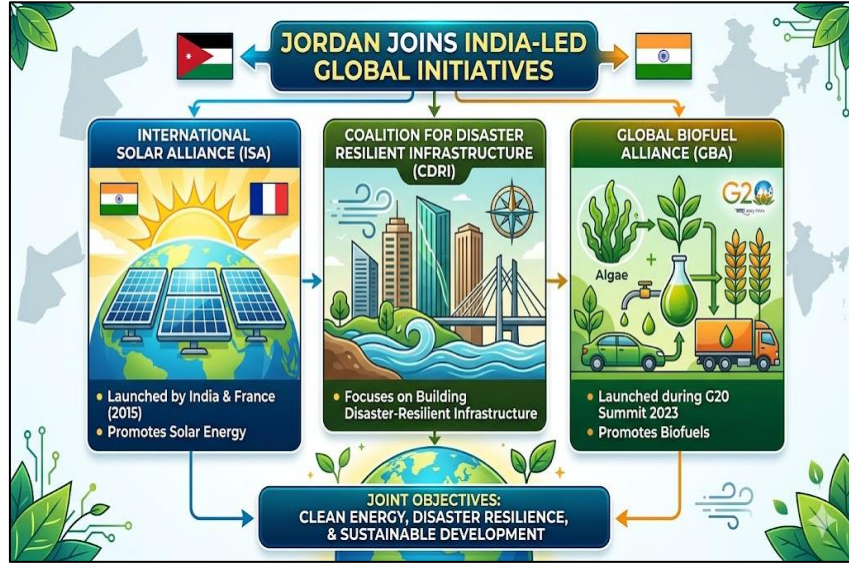 JORDAN JOINS INDIA-LED
GLOBAL INITIATIVES
INTERNATIONAL
SOLAR ALLIANCE (ISA)
• Launched by India & France
(2015)
• Promotes Solar Energy
COALITION FOR DISASTER
RESILIENT INFRASTRUCTURE
(CDRI)
• Focuses on Building
Disaster-Resilient Infrastructure
GLOBAL BIOFUEL
ALLIANCE (GBA)
G20
Algae
+
• Launched during G20
Summit 2023
• Promotes Biofuels
JOINT OBJECTIVES:
CLEAN ENERGY, DISASTER RESILIENCE,
& SUSTAINABLE DEVELOPMENT